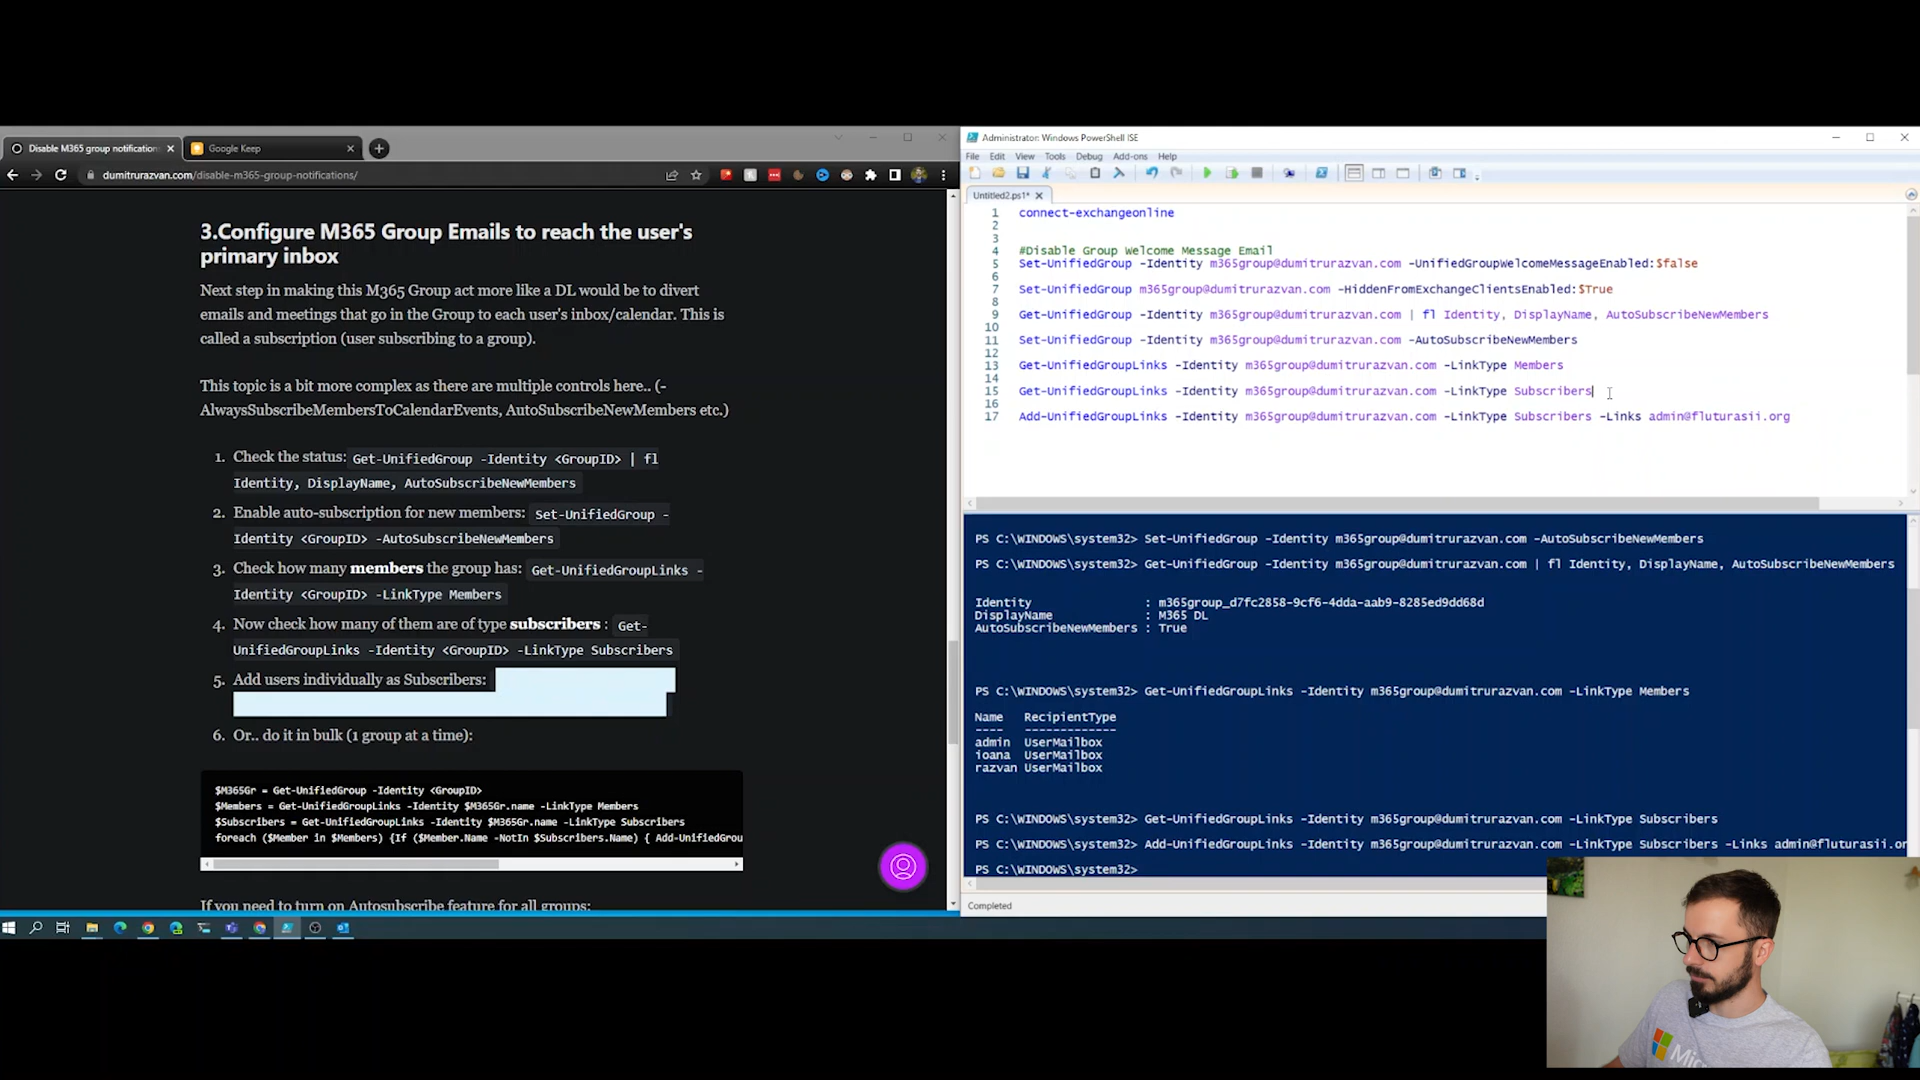 Disable M365 group notification
Google Keep
dumitrurazvan.com/disable-m365-group-notifications/
3.Configure M365 Group Emails to reach the user's
primary inbox
Next step in making this M365 Group act more like a DL would be to divert
emails and meetings that go in the Group to each user's inbox/calendar. This is
called a subscription (user subscribing to a group).
This topic is a bit more complex as there are multiple controls here.. (-
AlwaysSubscribeMembersToCalendarEvents, AutoSubscribeNewMembers etc.)
1. Check the status: Get-UnifiedGroup -Identity <GroupID> | fl
Identity, DisplayName, AutoSubscribeNewMembers
2. Enable auto-subscription for new members: Set-UnifiedGroup -
Identity <GroupID> -AutoSubscribeNewMembers
3. Check how many members the group has: Get-UnifiedGroupLinks -
Identity <GroupID> -LinkType Members
4. Now check how many of them are of type subscribers : Get-
UnifiedGroupLinks -Identity <GroupID> -LinkType Subscribers
5. Add users individually as Subscribers:
6. Or.. do it in bulk (1 group at a time):
$M365Gr = Get-UnifiedGroup -Identity <GroupID>
$Members = Get-UnifiedGroupLinks -Identity $M365Gr.name -LinkType Members
$Subscribers = Get-UnifiedGroupLinks -Identity $M365Gr.name -LinkType Subscribers
foreach ($Member in $Members) {If ($Member.Name -NotIn $Subscribers.Name) { Add-UnifiedGrou
If you need to turn on Autosubscribe feature for all groups:
Administrator: Windows PowerShell ISE
File Edit View Tools Debug Add-ons Help
Untitled2.ps1*
1 connect-exchangeonline
2
3
4 #Disable Group Welcome Message Email
5 Set-UnifiedGroup -Identity m365group@dumitrurazvan.com -UnifiedGroupWelcomeMessageEnabled:$false
6
7 Set-UnifiedGroup m365group@dumitrurazvan.com -HiddenFromExchangeClientsEnabled:$True
8
9 Get-UnifiedGroup -Identity m365group@dumitrurazvan.com | fl Identity, DisplayName, AutoSubscribeNewMembers
10
11 Set-UnifiedGroup -Identity m365group@dumitrurazvan.com -AutoSubscribeNewMembers
12
13 Get-UnifiedGroupLinks -Identity m365group@dumitrurazvan.com -LinkType Members
14
15 Get-UnifiedGroupLinks -Identity m365group@dumitrurazvan.com -LinkType Subscribers
16
17 Add-UnifiedGroupLinks -Identity m365group@dumitrurazvan.com -LinkType Subscribers -Links admin@fluturasii.org
PS C:\WINDOWS\system32> Set-UnifiedGroup -Identity m365group@dumitrurazvan.com -AutoSubscribeNewMembers
PS C:\WINDOWS\system32> Get-UnifiedGroup -Identity m365group@dumitrurazvan.com | fl Identity, DisplayName, AutoSubscribeNewMembers
Identity : m365group_d7fc2858-9cf6-4dda-aab9-8285ed9dd68d
DisplayName : M365 DL
AutoSubscribeNewMembers : True
PS C:\WINDOWS\system32> Get-UnifiedGroupLinks -Identity m365group@dumitrurazvan.com -LinkType Members
Name RecipientType
---- -------------
admin UserMailbox
ioana UserMailbox
razvan UserMailbox
PS C:\WINDOWS\system32> Get-UnifiedGroupLinks -Identity m365group@dumitrurazvan.com -LinkType Subscribers
PS C:\WINDOWS\system32> Add-UnifiedGroupLinks -Identity m365group@dumitrurazvan.com -LinkType Subscribers -Links admin@fluturasii.or
PS C:\WINDOWS\system32>
Completed
Mic